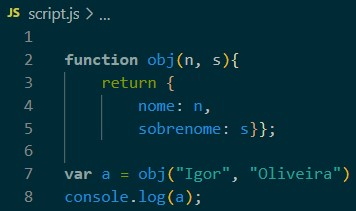 JS script.js > ...
1
2 function obj(n, s){
3 return {
4 nome: n,
5 sobrenome: s}};
6
7 var a = obj("Igor", "Oliveira")
8 console.log(a);